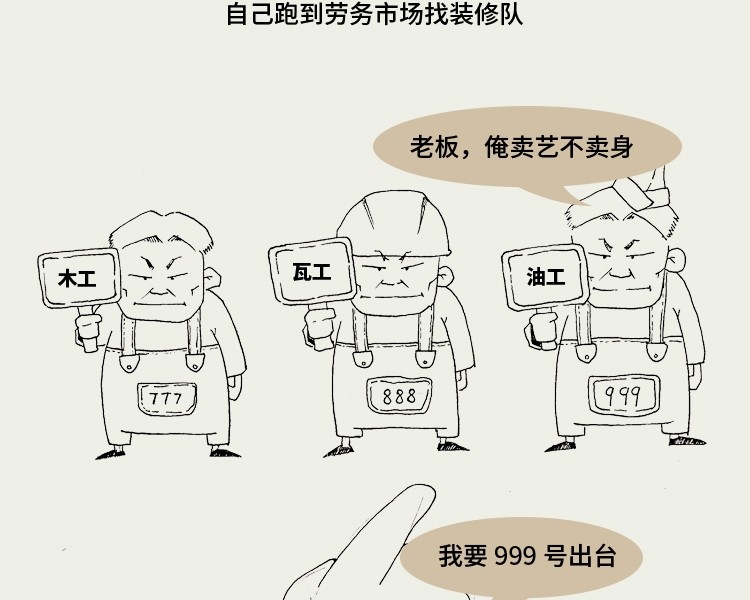 自己跑到劳务市场找装修队
老板，俺卖艺不卖身
木工
瓦工
油工
777
888
999
我要 999 号出台